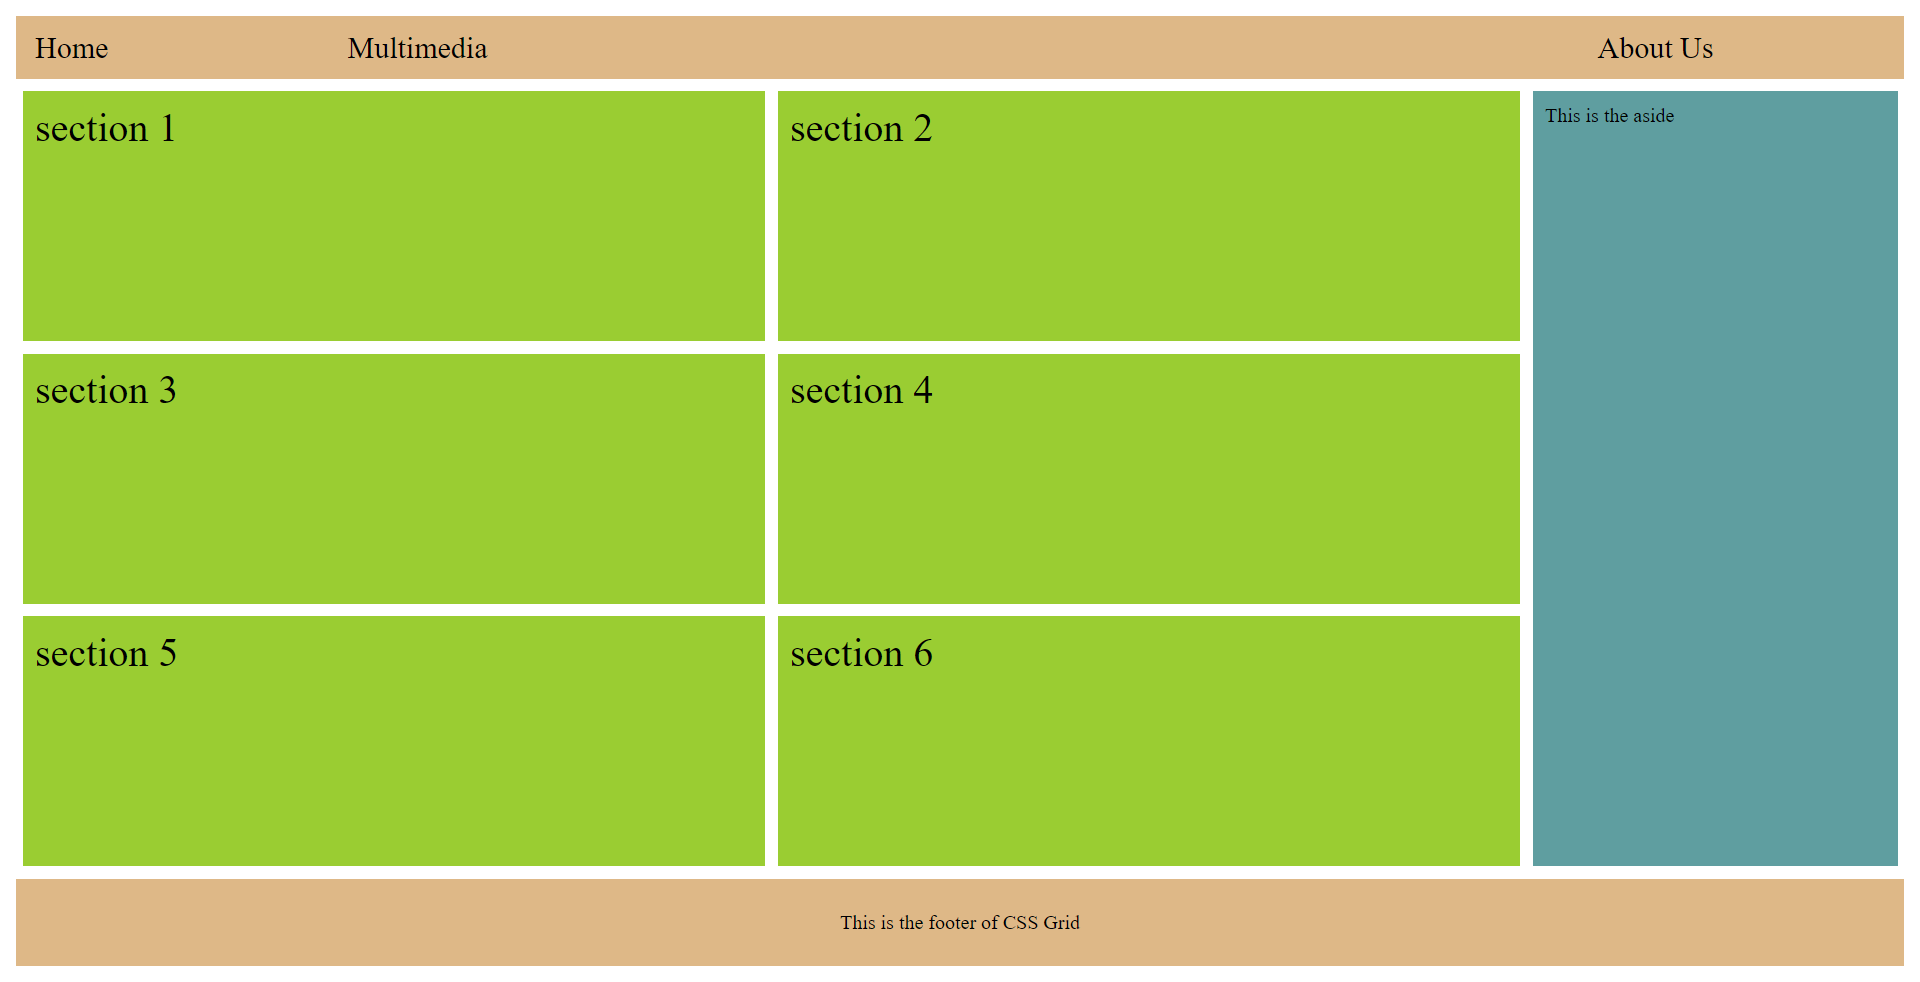 Home Multimedia About Us
section 1
section 2
This is the aside
section 3
section 4
section 5
section 6
This is the footer of CSS Grid